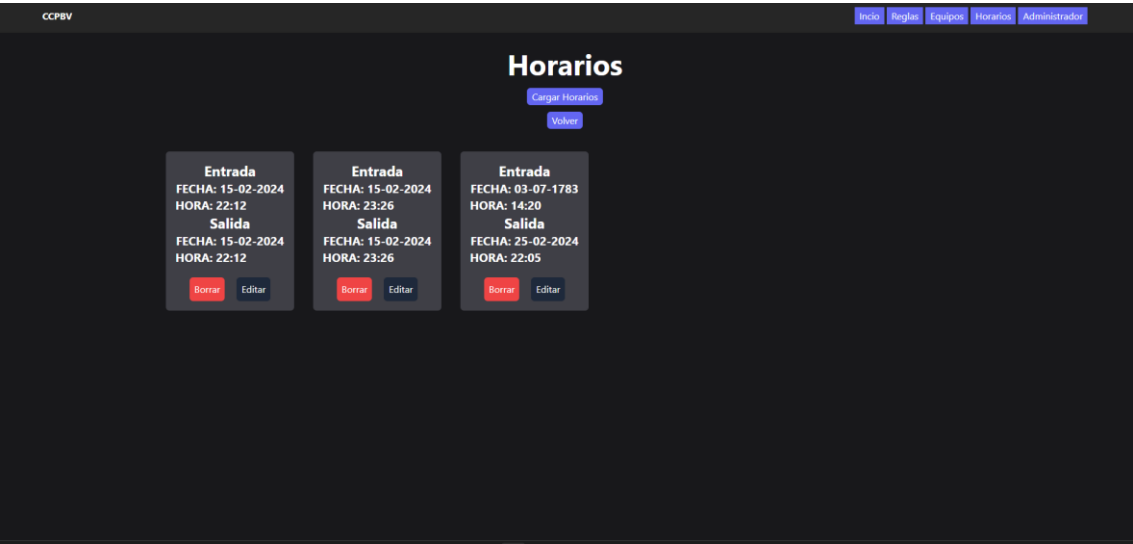 CCPBV
Incio Reglas Equipos Horarios Administrador
Horarios
Cargar Horarios
Volver
Entrada
FECHA: 15-02-2024
HORA: 22:12
Salida
FECHA: 15-02-2024
HORA: 22:12
Borrar Editar
Entrada
FECHA: 15-02-2024
HORA: 23:26
Salida
FECHA: 15-02-2024
HORA: 23:26
Borrar Editar
Entrada
FECHA: 03-07-1783
HORA: 14:20
Salida
FECHA: 25-02-2024
HORA: 22:05
Borrar Editar